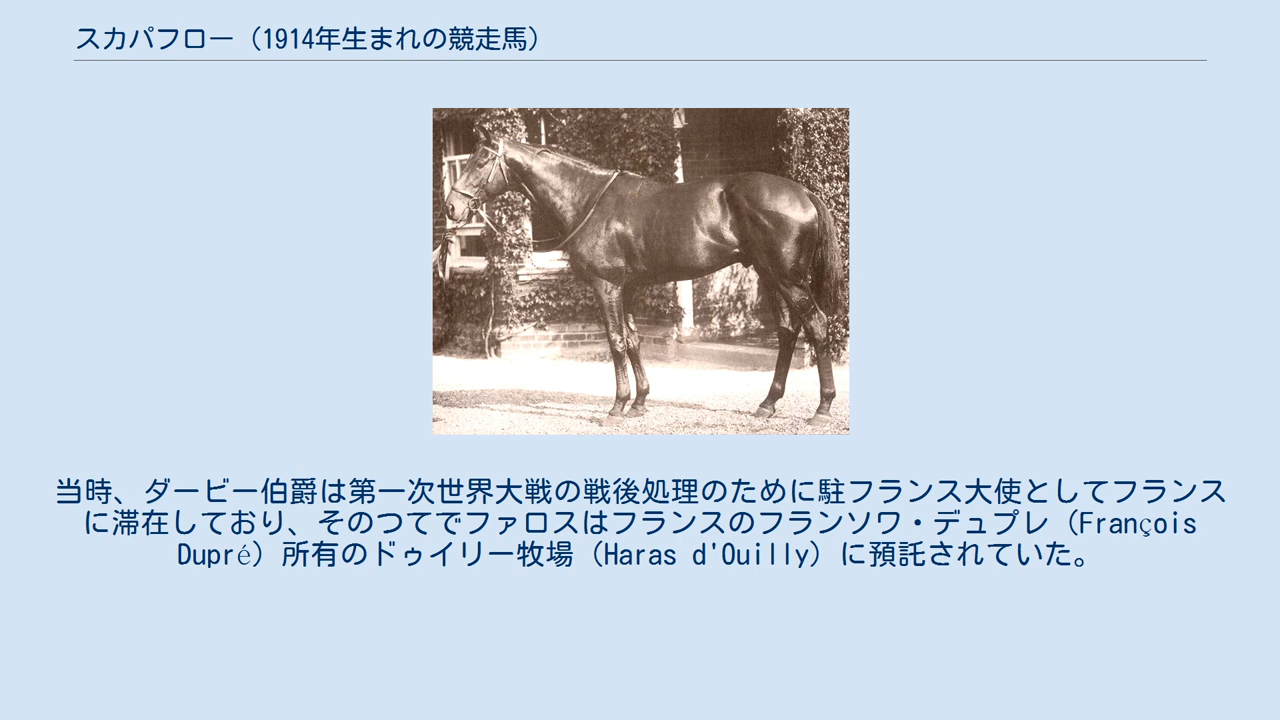 スカパフロー（1914年生まれの競走馬）
当時、ダービー伯爵は第一次世界大戦の戦後処理のために駐フランス大使としてフランス
に滞在しており、そのつてでファロスはフランスのフランソワ・デュプレ（François
Dupré）所有のドゥイリー牧場（Haras d'Ouilly）に預託されていた。